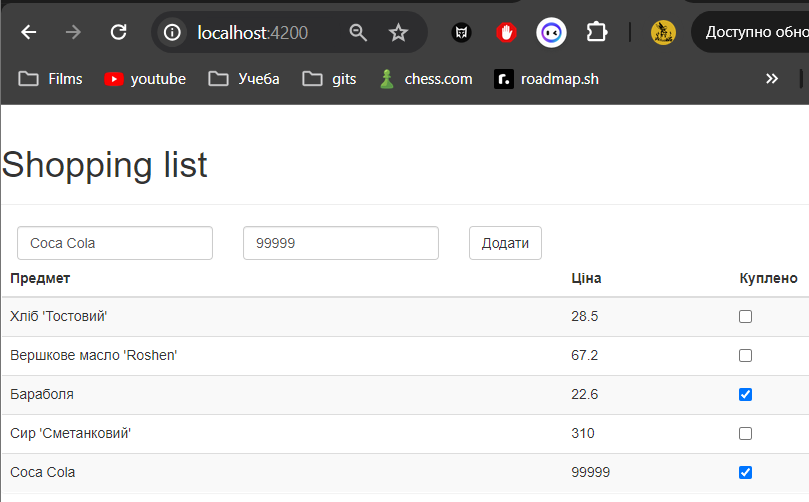 localhost:4200
Доступно обно
Films youtube Учеба gits chess.com roadmap.sh
Shopping list
Coca Cola 99999 Додати
Предмет Ціна Куплено
Хліб 'Тостовий' 28.5
Вершкове масло 'Roshen' 67.2
Бараболя 22.6
Сир 'Сметанковий' 310
Coca Cola 99999